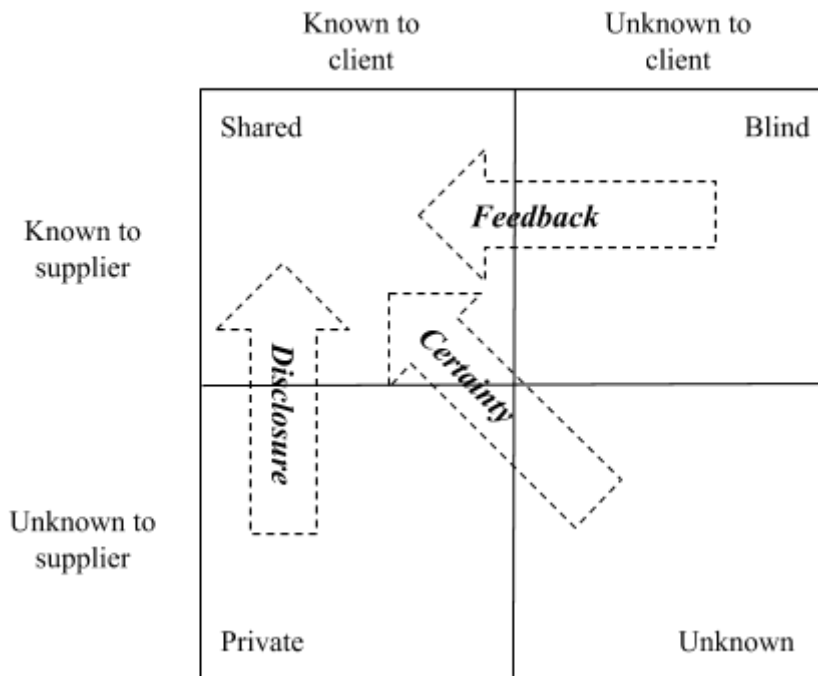 Known to
client
Unknown to
client
Shared
Blind
Known to
supplier
Feedback
Disclosure
Certainty
Unknown to
supplier
Private
Unknown